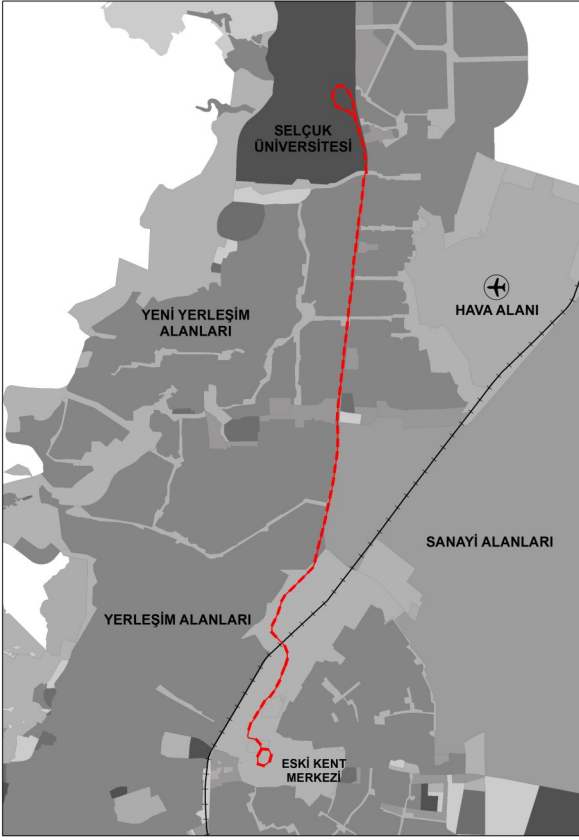 SELÇUK
ÜNİVERSİTESİ
YENİ YERLEŞİM
ALANLARI
HAVA ALANI
SANAYİ ALANLARI
YERLEŞİM ALANLARI
ESKİ KENT
MERKEZİ